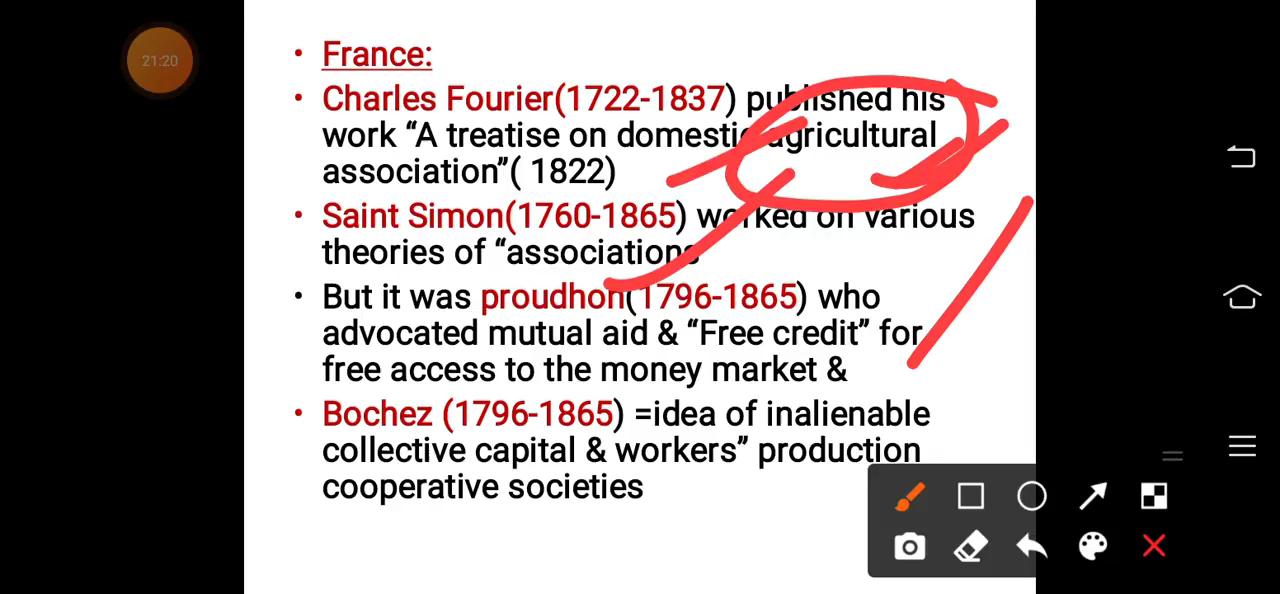 21:20
• France:
• Charles Fourier(1722-1837) published his
work “A treatise on domestic agricultural
association”( 1822)
• Saint Simon(1760-1865) worked on various
theories of “associations
• But it was proudhon(1796-1865) who
advocated mutual aid & “Free credit” for
free access to the money market &
• Bochez (1796-1865) =idea of inalienable
collective capital & workers” production
cooperative societies